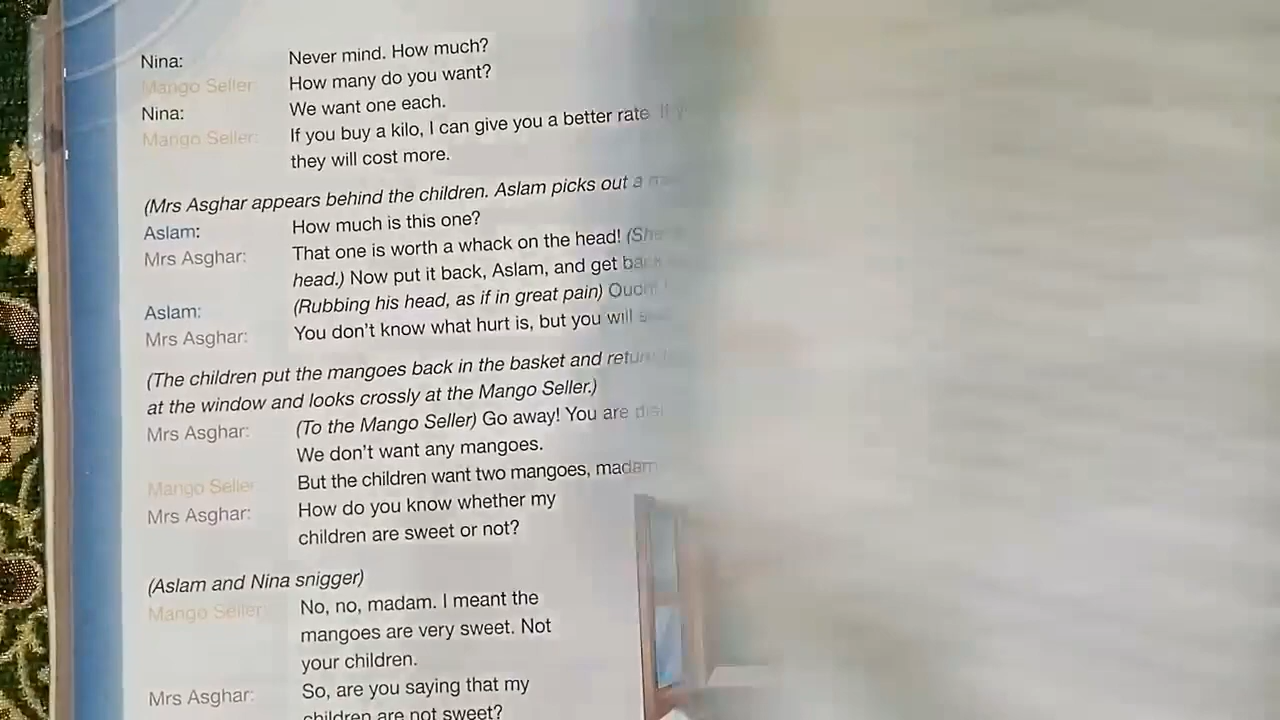 Nina: Never mind. How much?
Mango Seller: How many do you want?
Nina: We want one each.
Mango Seller: If you buy a kilo, I can give you a better rate. If
they will cost more.
(Mrs Asghar appears behind the children. Aslam picks out a
Aslam: How much is this one?
Mrs Asghar: That one is worth a whack on the head! (She
head.) Now put it back, Aslam, and get back
Aslam: (Rubbing his head, as if in great pain)
Mrs Asghar: You don't know what hurt is, but you will
(The children put the mangoes back in the basket and return
at the window and looks crossly at the Mango Seller.)
Mrs Asghar: (To the Mango Seller) Go away! You are
We don't want any mangoes.
Mango Seller: But the children want two mangoes, madam
Mrs Asghar: How do you know whether my
children are sweet or not?
(Aslam and Nina snigger)
Mango Seller: No, no, madam. I meant the
mangoes are very sweet. Not
your children.
Mrs Asghar: So, are you saying that my
children are not sweet?